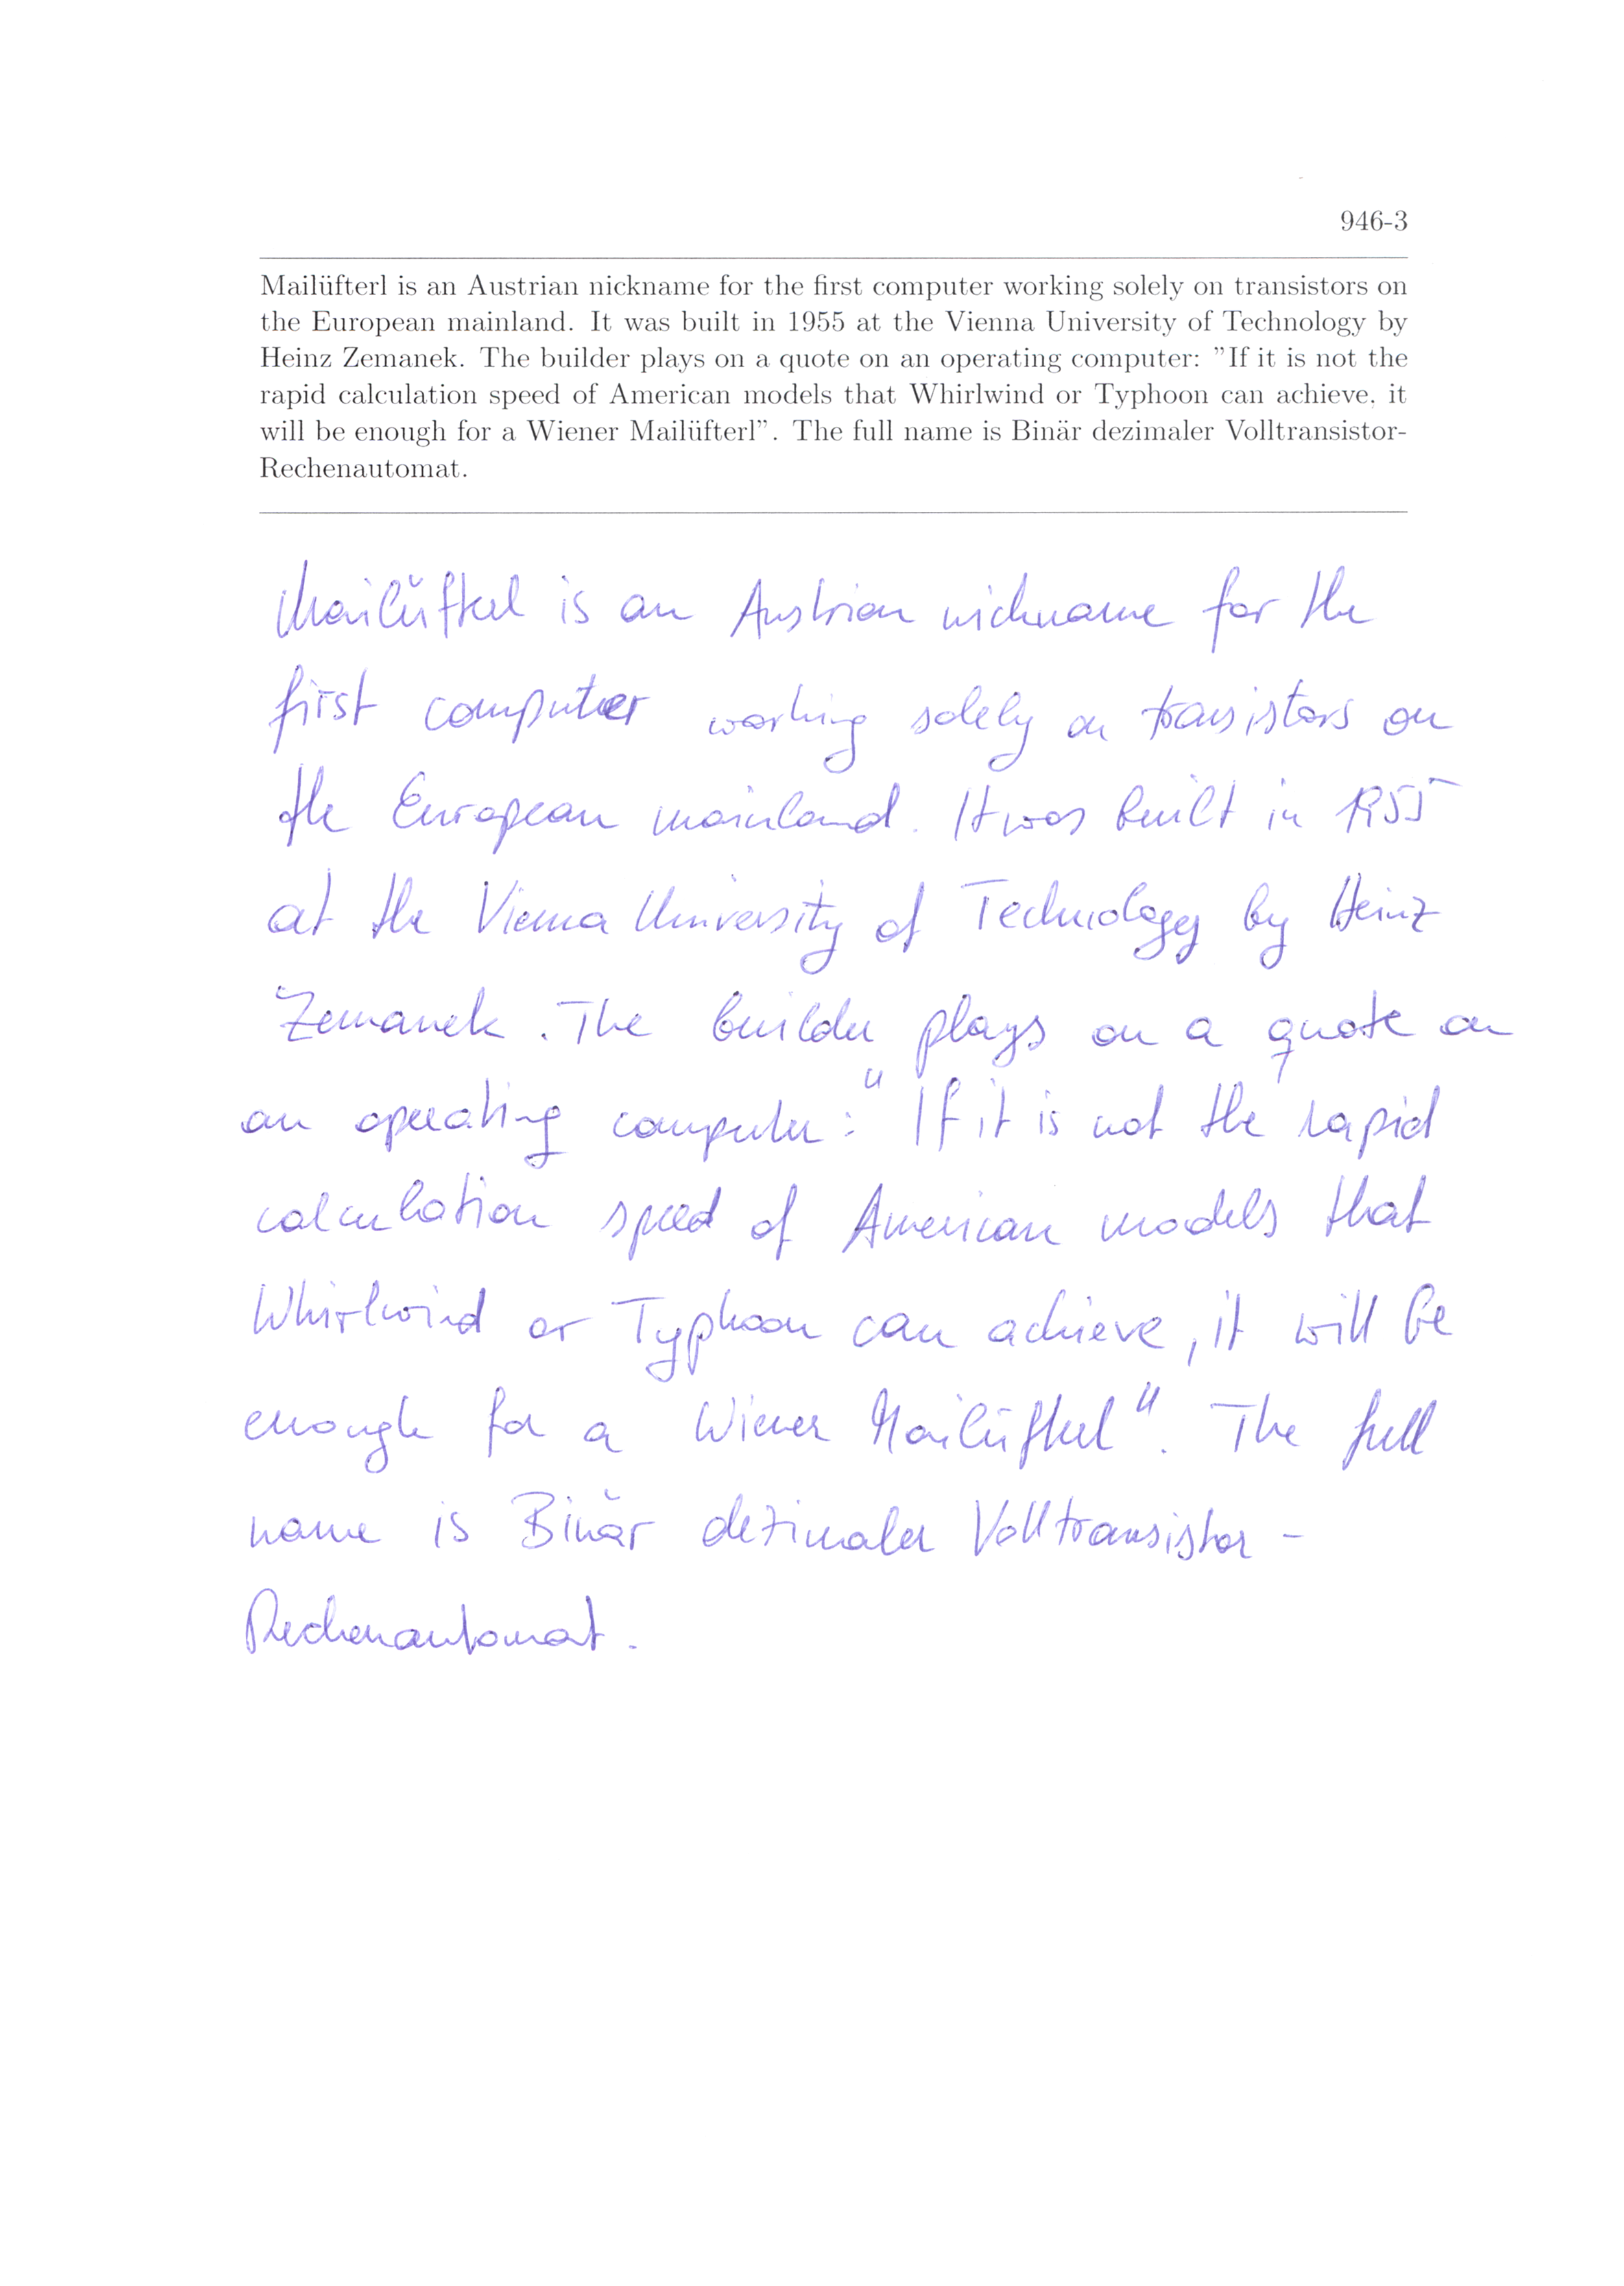 946-3
Mailüfterl is an Austrian nickname for the first computer working solely on transistors on
the European mainland. It was built in 1955 at the Vienna University of Technology by
Heinz Zemanek. The builder plays on a quote on an operating computer: "If it is not the
rapid calculation speed of American models that Whirlwind or Typhoon can achieve, it
will be enough for a Wiener Mailüfterl". The full name is Binär dezimaler Volltransistor-
Rechenautomat.
Mailüfterl is an Austrian nickname for the
first computer working solely on transistors on
the European mainland. It was built in 1955
at the Vienna University of Technology by Heinz
Zemanek. The builder plays on a quote on
an operating computer: "If it is not the rapid
calculation speed of American models that
Whirlwind or Typhoon can achieve, it will be
enough for a Wiener Mailüfterl". The full
name is Binär dezimaler Volltransistor-
Rechenautomat.